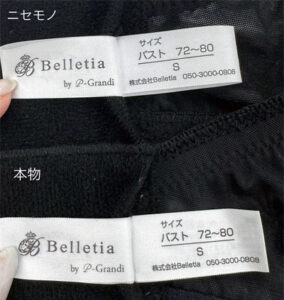 ニセモノ
Belletia
by P-Grandi
サイズ
バスト 72~80
S
株式会社Belletia 050-3000-0808
本物
Belletia
by P-Grandi
サイズ
バスト 72~80
S
株式会社Belletia 050-3000-0808